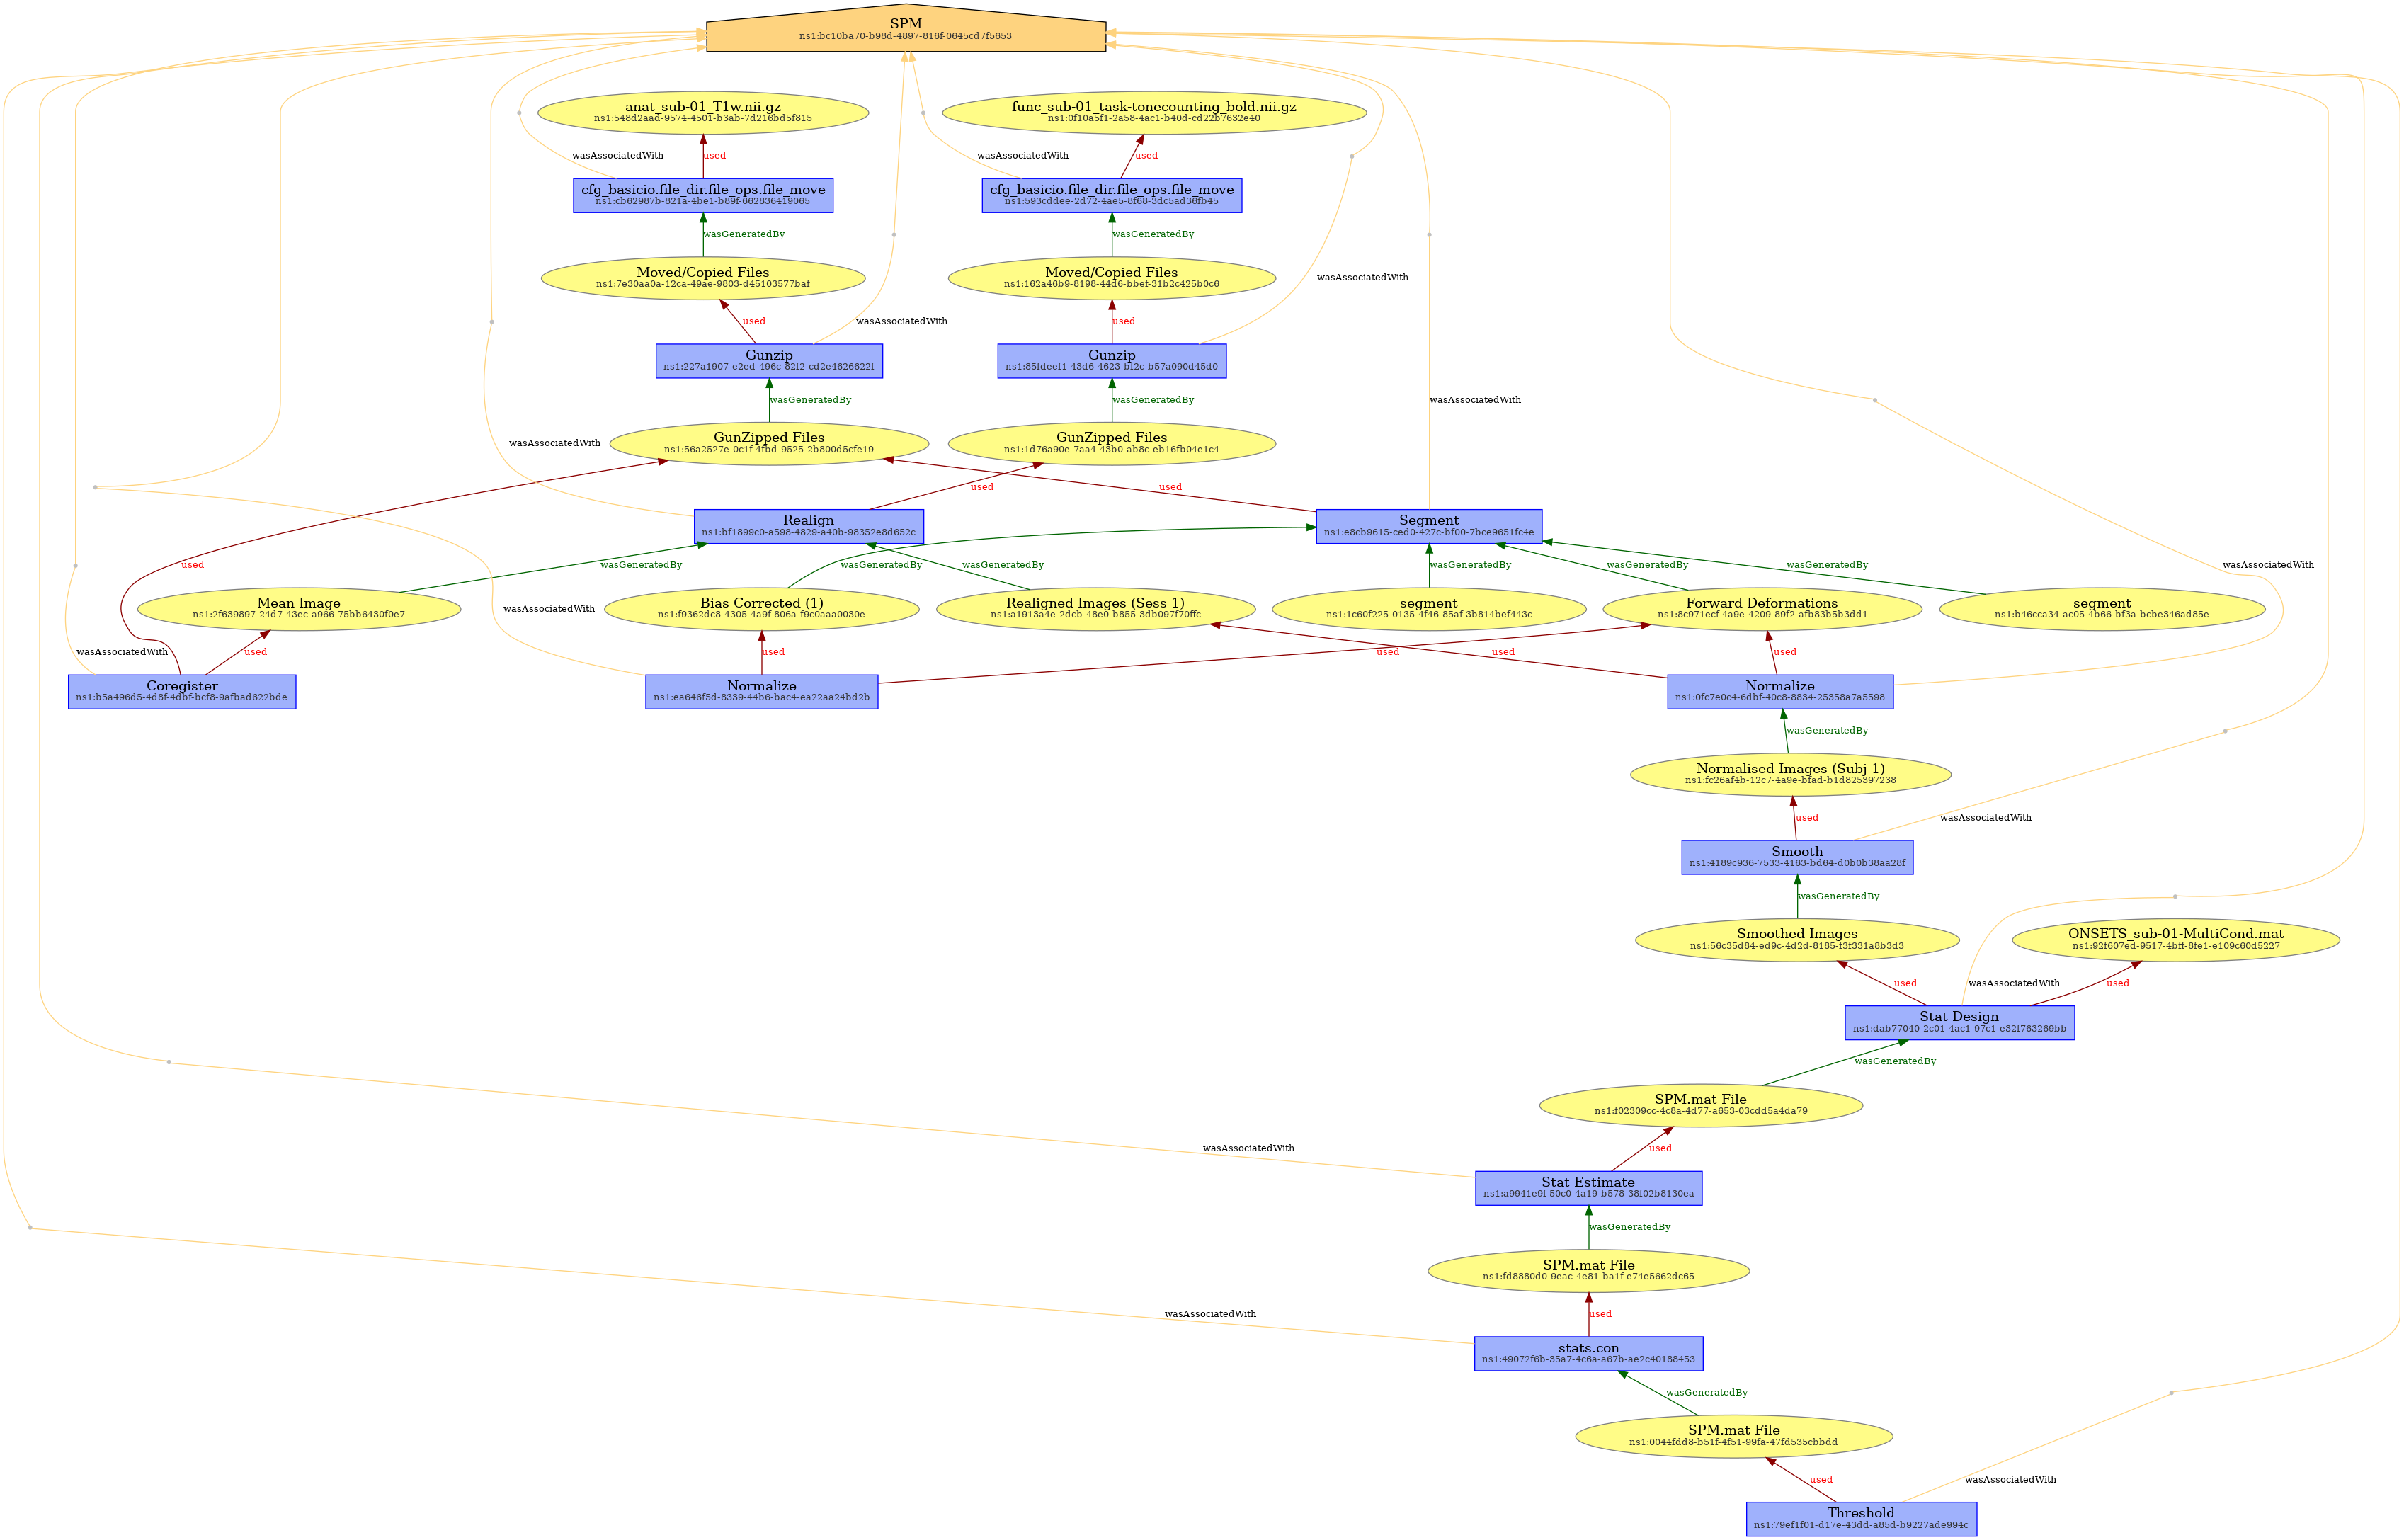 SPM
ns1:bc10ba70-b98d-4897-816f-0645cd7f5653
anat_sub-01_T1w.nii.gz
ns1:548d2aad-9574-4501-b3ab-7d216bd5f815
func_sub-01_task-tonecounting_bold.nii.gz
ns1:0f10a5f1-2a58-4ac1-b40d-cd22b7632e40
wasAssociatedWith
used
wasAssociatedWith
used
cfg_basicio.file_dir.file_ops.file_move
ns1:cb62987b-821a-4be1-b89f-662836419065
cfg_basicio.file_dir.file_ops.file_move
ns1:593cddee-2d72-4ae5-8f68-3dc5ad36fb45
wasGeneratedBy
wasGeneratedBy
Moved/Copied Files
ns1:7e30aa0a-12ca-49ae-9803-d45103577baf
Moved/Copied Files
ns1:162a46b9-8198-44d6-bbef-31b2c425b0c6
wasAssociatedWith
used
wasAssociatedWith
used
Gunzip
ns1:227a1907-e2ed-496c-82f2-cd2e4626622f
Gunzip
ns1:85fdeef1-43d6-4623-bf2c-b57a090d45d0
wasGeneratedBy
wasGeneratedBy
wasAssociatedWith
wasAssociatedWith
GunZipped Files
ns1:56a2527e-0c1f-4fbd-9525-2b800d5cfe19
GunZipped Files
ns1:1d76a90e-7aa4-43b0-ab8c-eb16fb04e1c4
used
used
Realign
ns1:bf1899c0-a598-4829-a40b-98352e8d652c
Segment
ns1:e8cb9615-ced0-427c-bf00-7bce9651fc4e
used
wasGeneratedBy
wasGeneratedBy
wasGeneratedBy
wasGeneratedBy
wasGeneratedBy
wasGeneratedBy
wasAssociatedWith
Mean Image
ns1:2f639897-24d7-43ec-a966-75bb6430f0e7
wasAssociatedWith
Bias Corrected (1)
ns1:f9362dc8-4305-4a9f-806a-f9c0aaa0030e
Realigned Images (Sess 1)
ns1:a1913a4e-2dcb-48e0-b855-3db097f70ffc
segment
ns1:1c60f225-0135-4f46-85af-3b814bef443c
Forward Deformations
ns1:8c971ecf-4a9e-4209-89f2-afb83b5b3dd1
segment
ns1:b46cca34-ac05-4b66-bf3a-bcbe346ad85e
wasAssociatedWith
used
used
used
used
used
Coregister
ns1:b5a496d5-4d8f-4dbf-bcf8-9afbad622bde
Normalize
ns1:ea646f5d-8339-44b6-bac4-ea22aa24bd2b
Normalize
ns1:0fc7e0c4-6dbf-40c8-8834-25358a7a5598
wasGeneratedBy
Normalised Images (Subj 1)
ns1:fc26af4b-12c7-4a9e-bfad-b1d825397238
used
wasAssociatedWith
Smooth
ns1:4189c936-7533-4163-bd64-d0b0b38aa28f
wasGeneratedBy
Smoothed Images
ns1:56c35d84-ed9c-4d2d-8185-f3f331a8b3d3
ONSETS_sub-01-MultiCond.mat
ns1:92f607ed-9517-4bff-8fe1-e109c60d5227
used
wasAssociatedWith
used
Stat Design
ns1:dab77040-2c01-4ac1-97c1-e32f763269bb
wasGeneratedBy
SPM.mat File
ns1:f02309cc-4c8a-4d77-a653-03cdd5a4da79
wasAssociatedWith
used
Stat Estimate
ns1:a9941e9f-50c0-4a19-b578-38f02b8130ea
wasGeneratedBy
SPM.mat File
ns1:fd8880d0-9eac-4e81-ba1f-e74e5662dc65
wasAssociatedWith
used
stats.con
ns1:49072f6b-35a7-4c6a-a67b-ae2c40188453
wasGeneratedBy
SPM.mat File
ns1:0044fdd8-b51f-4f51-99fa-47fd535cbbdd
used
wasAssociatedWith
Threshold
ns1:79ef1f01-d17e-43dd-a85d-b9227ade994c